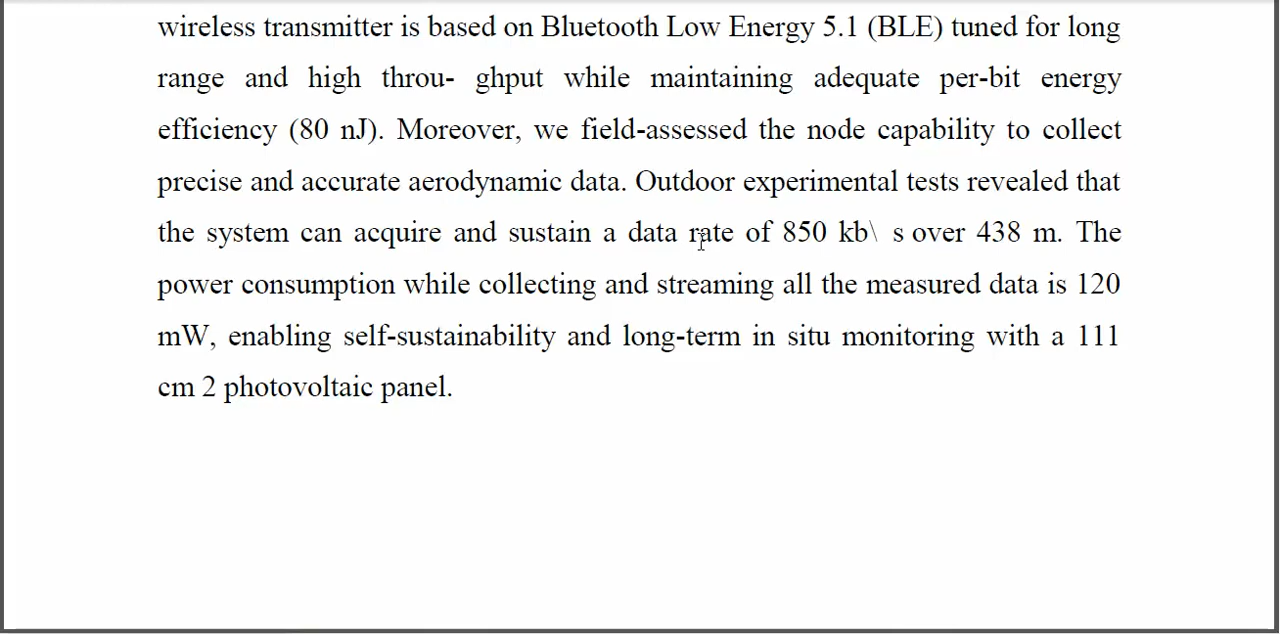 wireless transmitter is based on Bluetooth Low Energy 5.1 (BLE) tuned for long
range and high throu- ghput while maintaining adequate per-bit energy
efficiency (80 nJ). Moreover, we field-assessed the node capability to collect
precise and accurate aerodynamic data. Outdoor experimental tests revealed that
the system can acquire and sustain a data rate of 850 kb\ s over 438 m. The
power consumption while collecting and streaming all the measured data is 120
mW, enabling self-sustainability and long-term in situ monitoring with a 111
cm 2 photovoltaic panel.